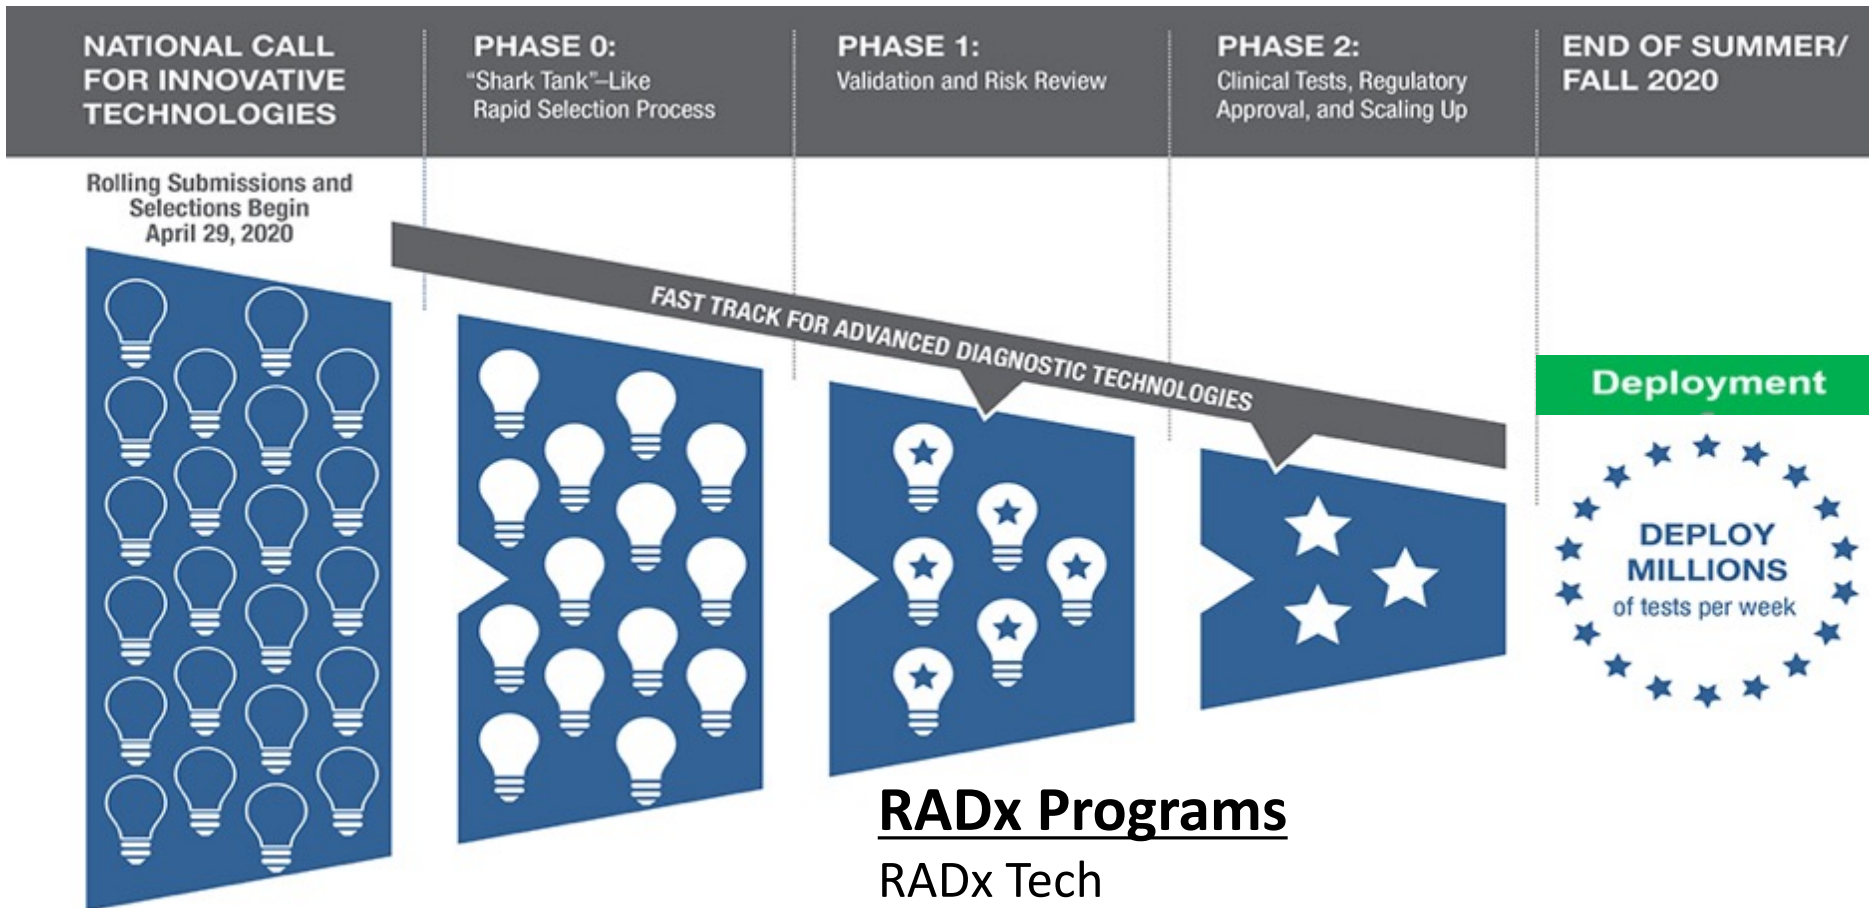 NATIONAL CALL
FOR INNOVATIVE
TECHNOLOGIES
PHASE 0:
“Shark Tank”–Like
Rapid Selection Process
PHASE 1:
Validation and Risk Review
PHASE 2:
Clinical Tests, Regulatory
Approval, and Scaling Up
END OF SUMMER/
FALL 2020
Rolling Submissions and
Selections Begin
April 29, 2020
FAST TRACK FOR ADVANCED DIAGNOSTIC TECHNOLOGIES
Deployment
DEPLOY
MILLIONS
of tests per week
RADx Programs
RADx Tech